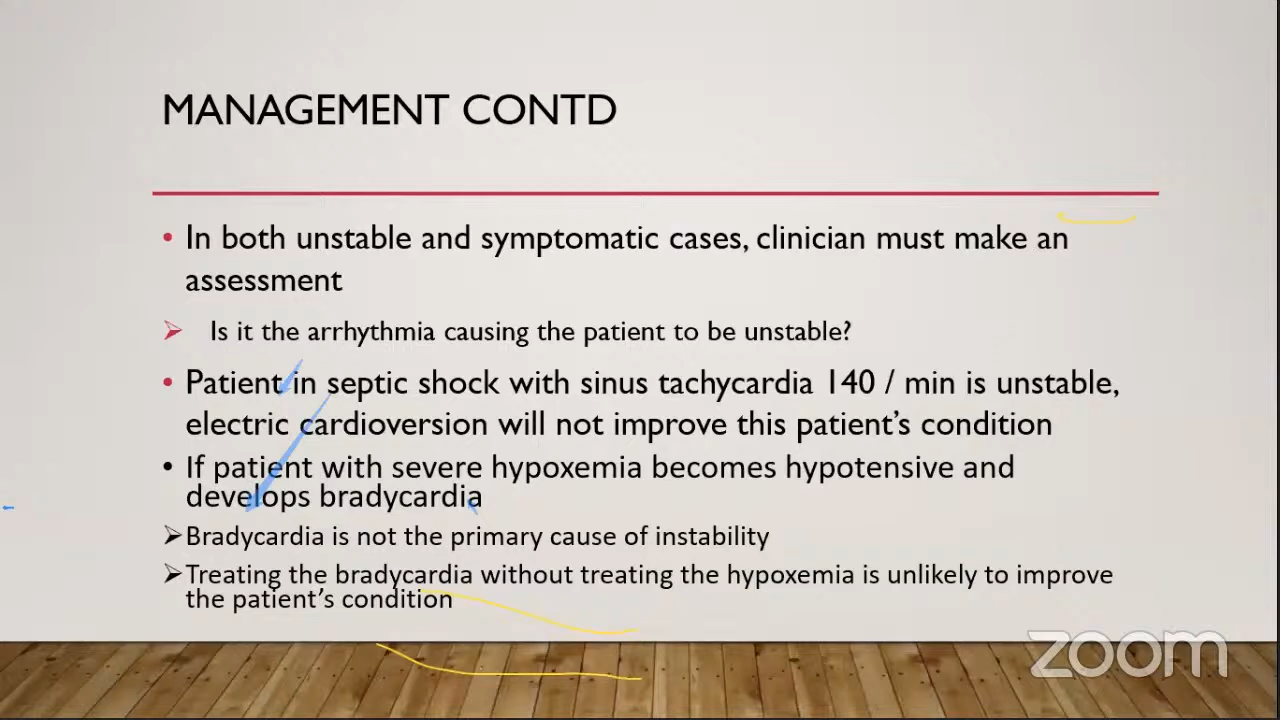 MANAGEMENT CONTD
• In both unstable and symptomatic cases, clinician must make an
assessment
➢ Is it the arrhythmia causing the patient to be unstable?
• Patient in septic shock with sinus tachycardia 140 / min is unstable,
electric cardioversion will not improve this patient's condition
• If patient with severe hypoxemia becomes hypotensive and
develops bradycardia
➢Bradycardia is not the primary cause of instability
➢Treating the bradycardia without treating the hypoxemia is unlikely to improve
the patient's condition
zoom